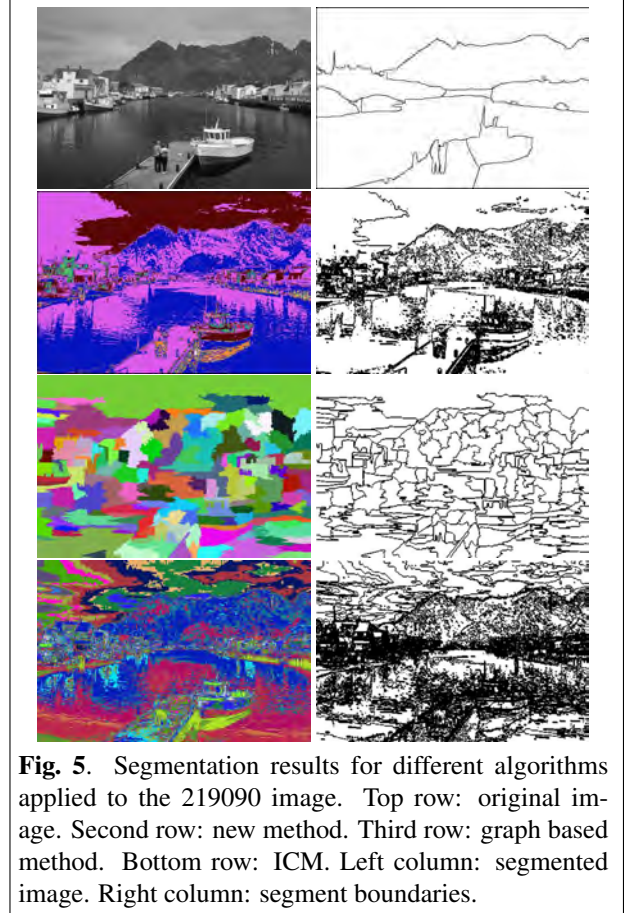 Fig. 5. Segmentation results for different algorithms
applied to the 219090 image. Top row: original im-
age. Second row: new method. Third row: graph based
method. Bottom row: ICM. Left column: segmented
image. Right column: segment boundaries.